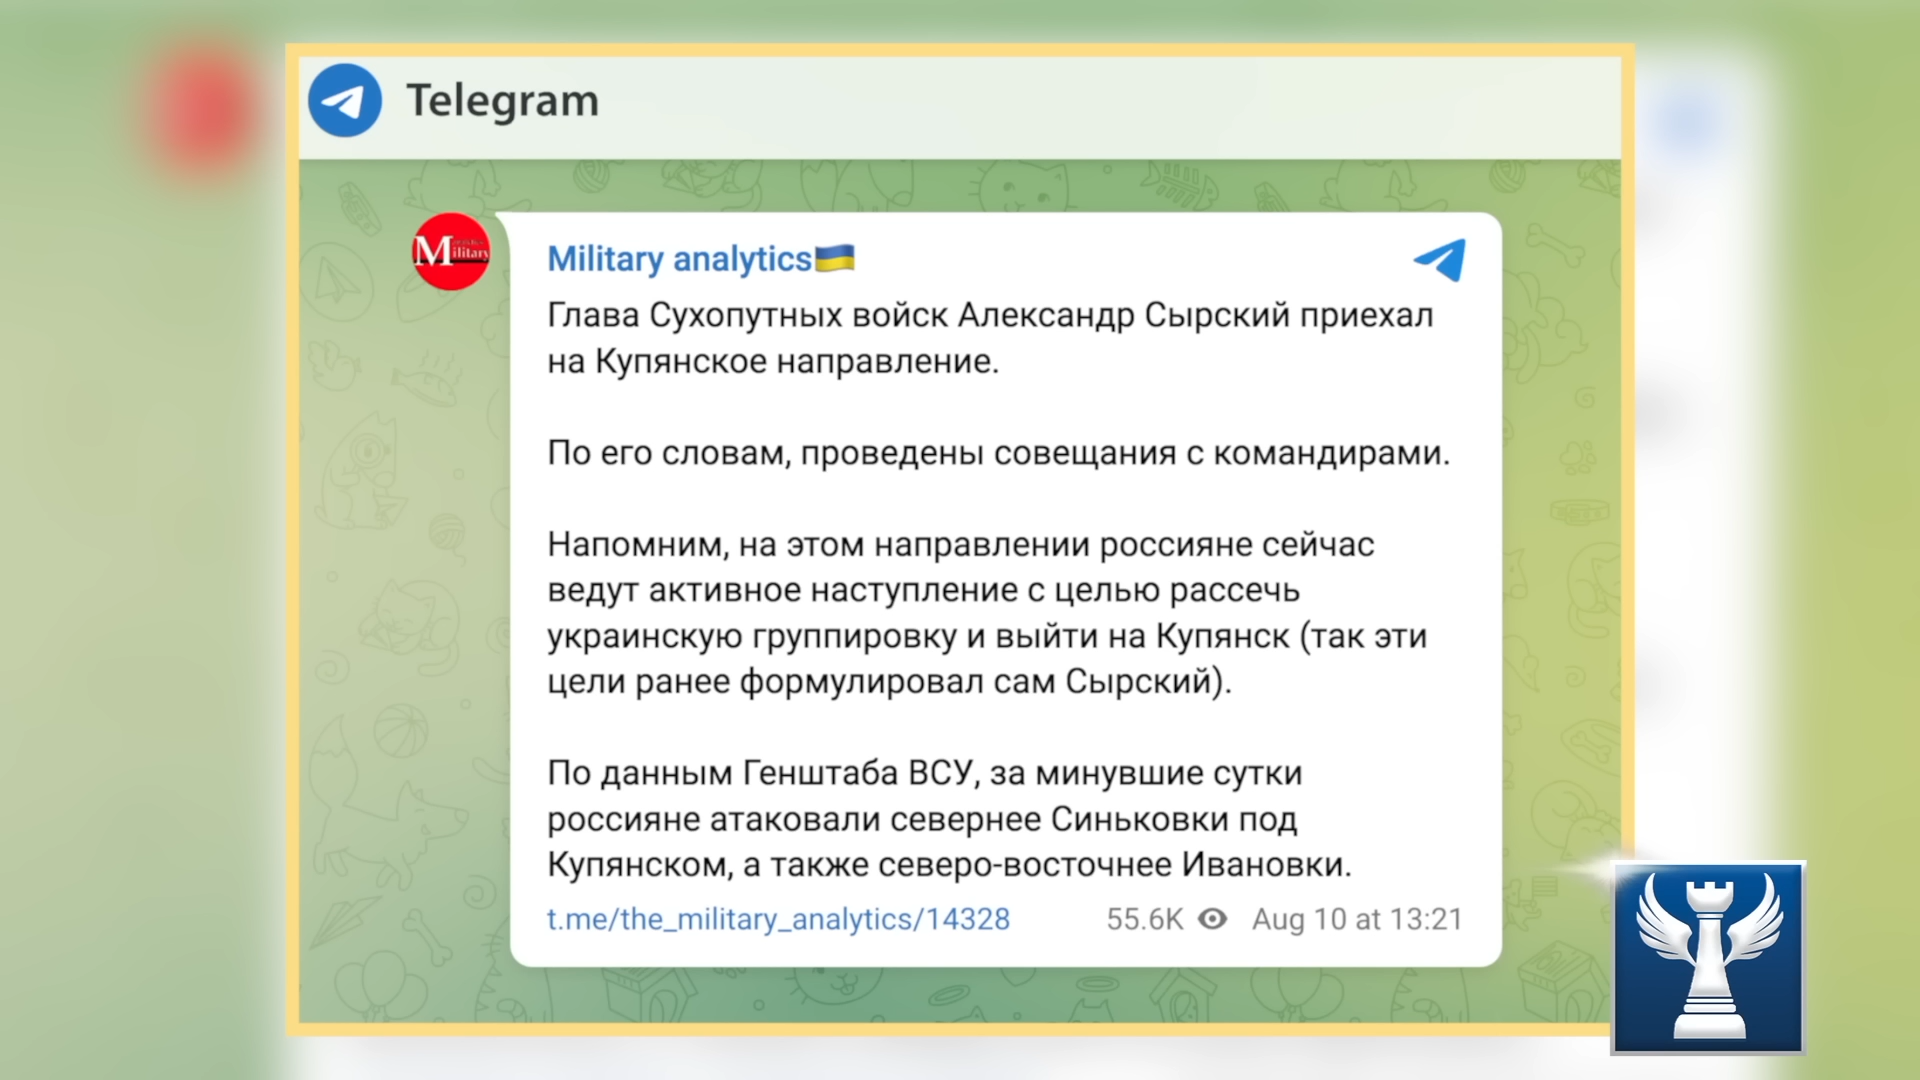 Telegram
Military
Military analytics🇺🇦
Глава Сухопутных войск Александр Сырский приехал
на Купянское направление.
По его словам, проведены совещания с командирами.
Напомним, на этом направлении россияне сейчас
ведут активное наступление с целью рассечь
украинскую группировку и выйти на Купянск (так эти
цели ранее формулировал сам Сырский).
По данным Генштаба ВСУ, за минувшие сутки
россияне атаковали севернее Синьковки под
Купянском, а также северо-восточнее Ивановки.
t.me/the_military_analytics/14328 55.6K Aug 10 at 13:21